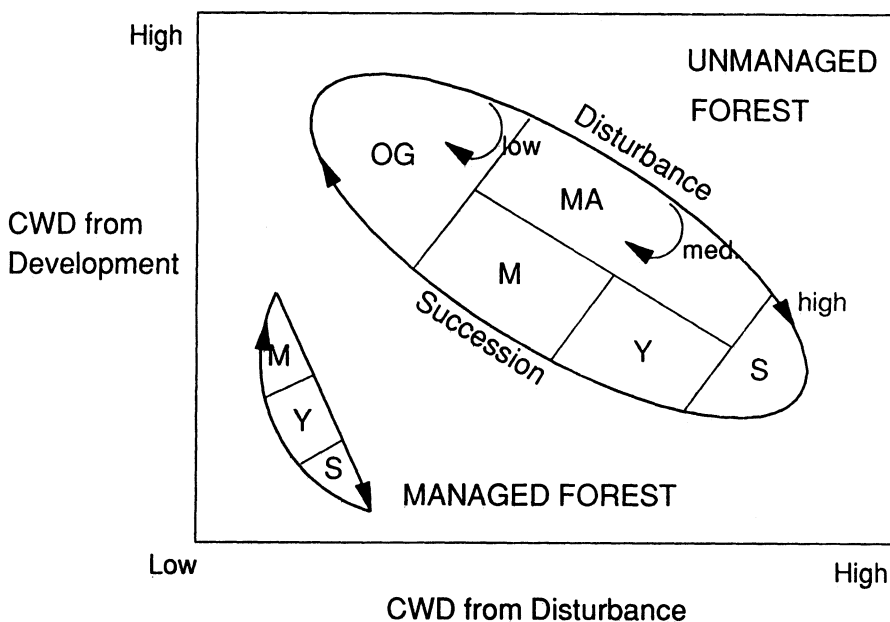 High
UNMANAGED
FOREST
Disturbance
OG
low
MA
CWD from
Development
med.
M
high
Succession
Y
S
M
Y
S
MANAGED FOREST
Low
High
CWD from Disturbance